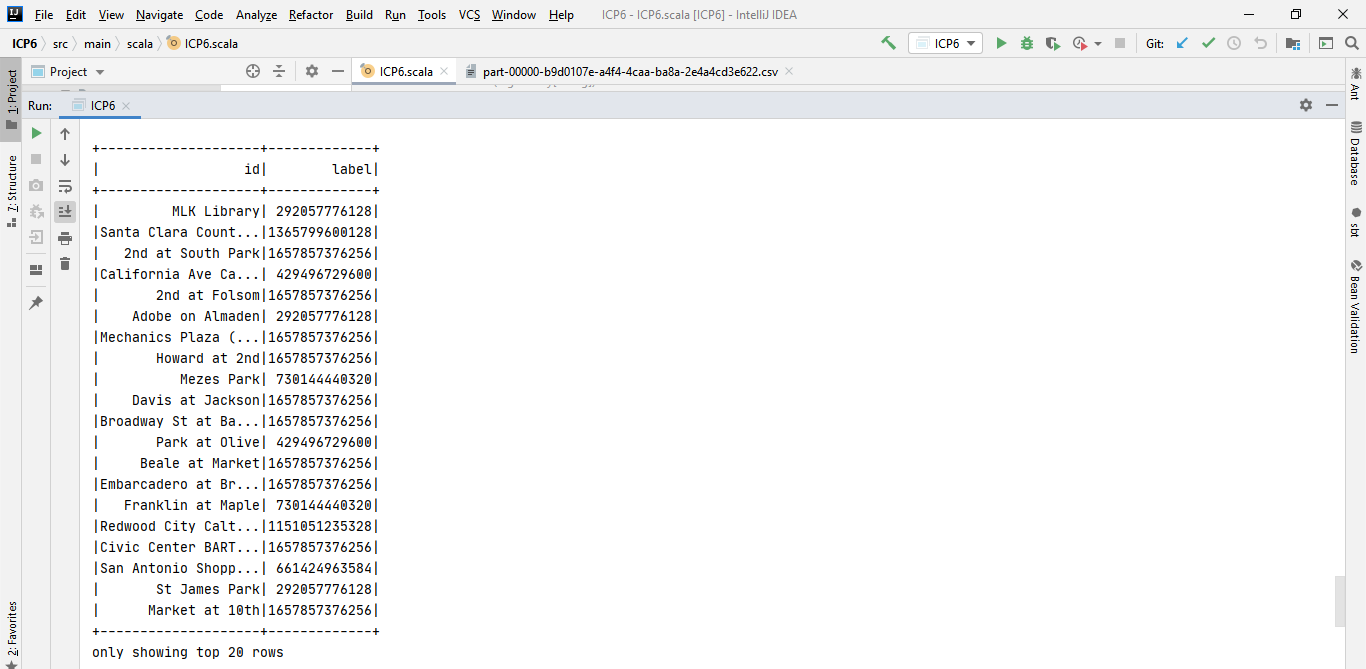 File Edit View Navigate Code Analyze Refactor Build Run Tools VCS Window Help ICP6 - ICP6.scala [ICP6] - IntelliJ IDEA
ICP6 src main scala ICP6.scala ICP6 Git:
Project ICP6.scala part-00000-b9d0107e-a4f4-4caa-ba8a-2e4a4cd3e622.csv
Run: ICP6
1: Project
7: Structure
2: Favorites
+--------------------+-------------+
|                  id|        label|
+--------------------+-------------+
|         MLK Library| 292057776128|
|Santa Clara Count...|1365799600128|
|   2nd at South Park|1657857376256|
|California Ave Ca...| 429496729600|
|       2nd at Folsom|1657857376256|
|    Adobe on Almaden| 292057776128|
|Mechanics Plaza (...|1657857376256|
|       Howard at 2nd|1657857376256|
|          Mezes Park| 730144440320|
|    Davis at Jackson|1657857376256|
|Broadway St at Ba...|1657857376256|
|       Park at Olive| 429496729600|
|     Beale at Market|1657857376256|
|Embarcadero at Br...|1657857376256|
|   Franklin at Maple| 730144440320|
|Redwood City Calt...|1151051235328|
|Civic Center BART...|1657857376256|
|San Antonio Shopp...| 661424963584|
|       St James Park| 292057776128|
|      Market at 10th|1657857376256|
+--------------------+-------------+
only showing top 20 rows
Ant
Database
sbt
Bean Validation